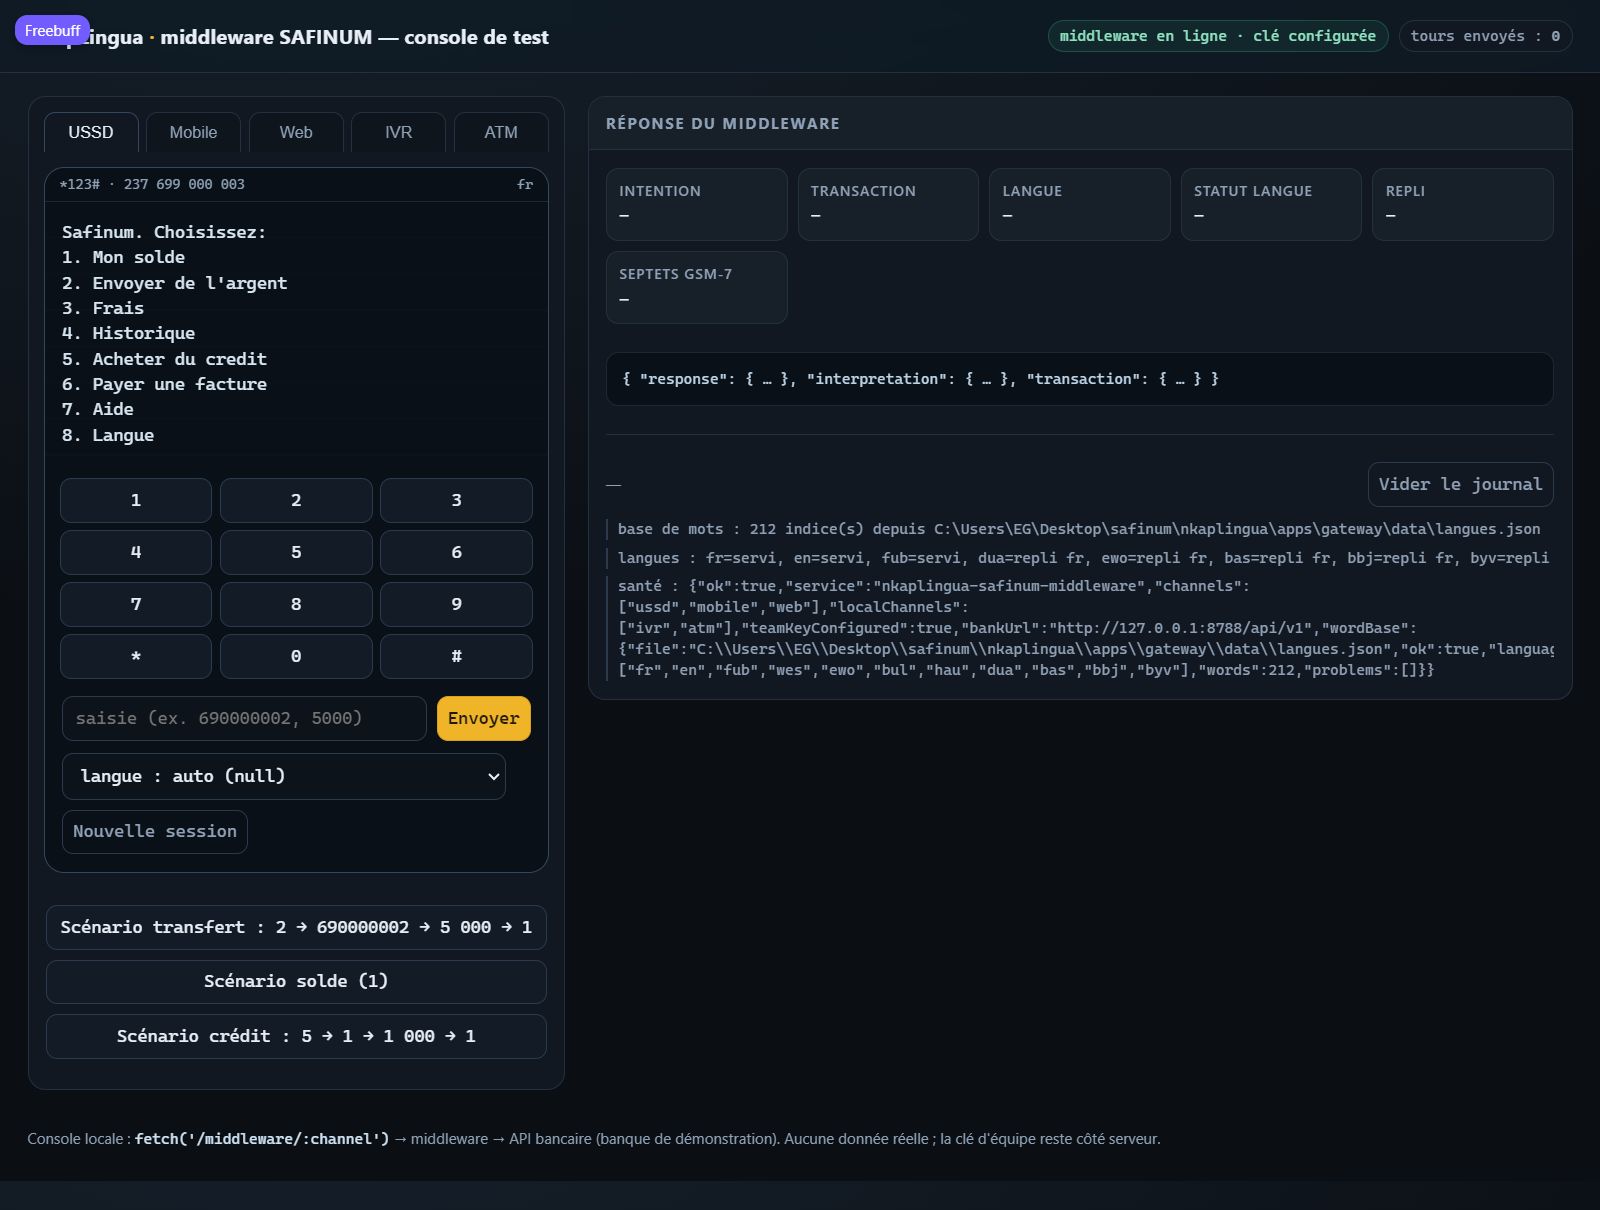 Freebuff
lingua · middleware SAFINUM — console de test
middleware en ligne · clé configurée
tours envoyés : 0
USSD
Mobile
Web
IVR
ATM
*123# · 237 699 000 003
fr
Safinum. Choisissez:
1. Mon solde
2. Envoyer de l'argent
3. Frais
4. Historique
5. Acheter du credit
6. Payer une facture
7. Aide
8. Langue
1
2
3
4
5
6
7
8
9
*
0
#
saisie (ex. 690000002, 5000)
Envoyer
langue : auto (null)
Nouvelle session
Scénario transfert : 2 → 690000002 → 5 000 → 1
Scénario solde (1)
Scénario crédit : 5 → 1 → 1 000 → 1
RÉPONSE DU MIDDLEWARE
INTENTION
—
TRANSACTION
—
LANGUE
—
STATUT LANGUE
—
REPLI
—
SEPTETS GSM-7
—
{ "response": { … }, "interpretation": { … }, "transaction": { … } }
—
Vider le journal
base de mots : 212 indice(s) depuis C:\Users\EG\Desktop\safinum\nkaplingua\apps\gateway\data\langues.json
langues : fr=servi, en=servi, fub=servi, dua=repli fr, ewo=repli fr, bas=repli fr, bbj=repli fr, byv=repli
santé : {"ok":true,"service":"nkaplingua-safinum-middleware","channels":
["ussd","mobile","web"],"localChannels":
["ivr","atm"],"teamKeyConfigured":true,"bankUrl":"http://127.0.0.1:8788/api/v1","wordBase":
{"file":"C:\\Users\\EG\\Desktop\\safinum\\nkaplingua\\apps\\gateway\\data\\langues.json","ok":true,"languag
["fr","en","fub","wes","ewo","bul","hau","dua","bas","bbj","byv"],"words":212,"problems":[]}}
Console locale : fetch('/middleware/:channel') → middleware → API bancaire (banque de démonstration). Aucune donnée réelle ; la clé d'équipe reste côté serveur.